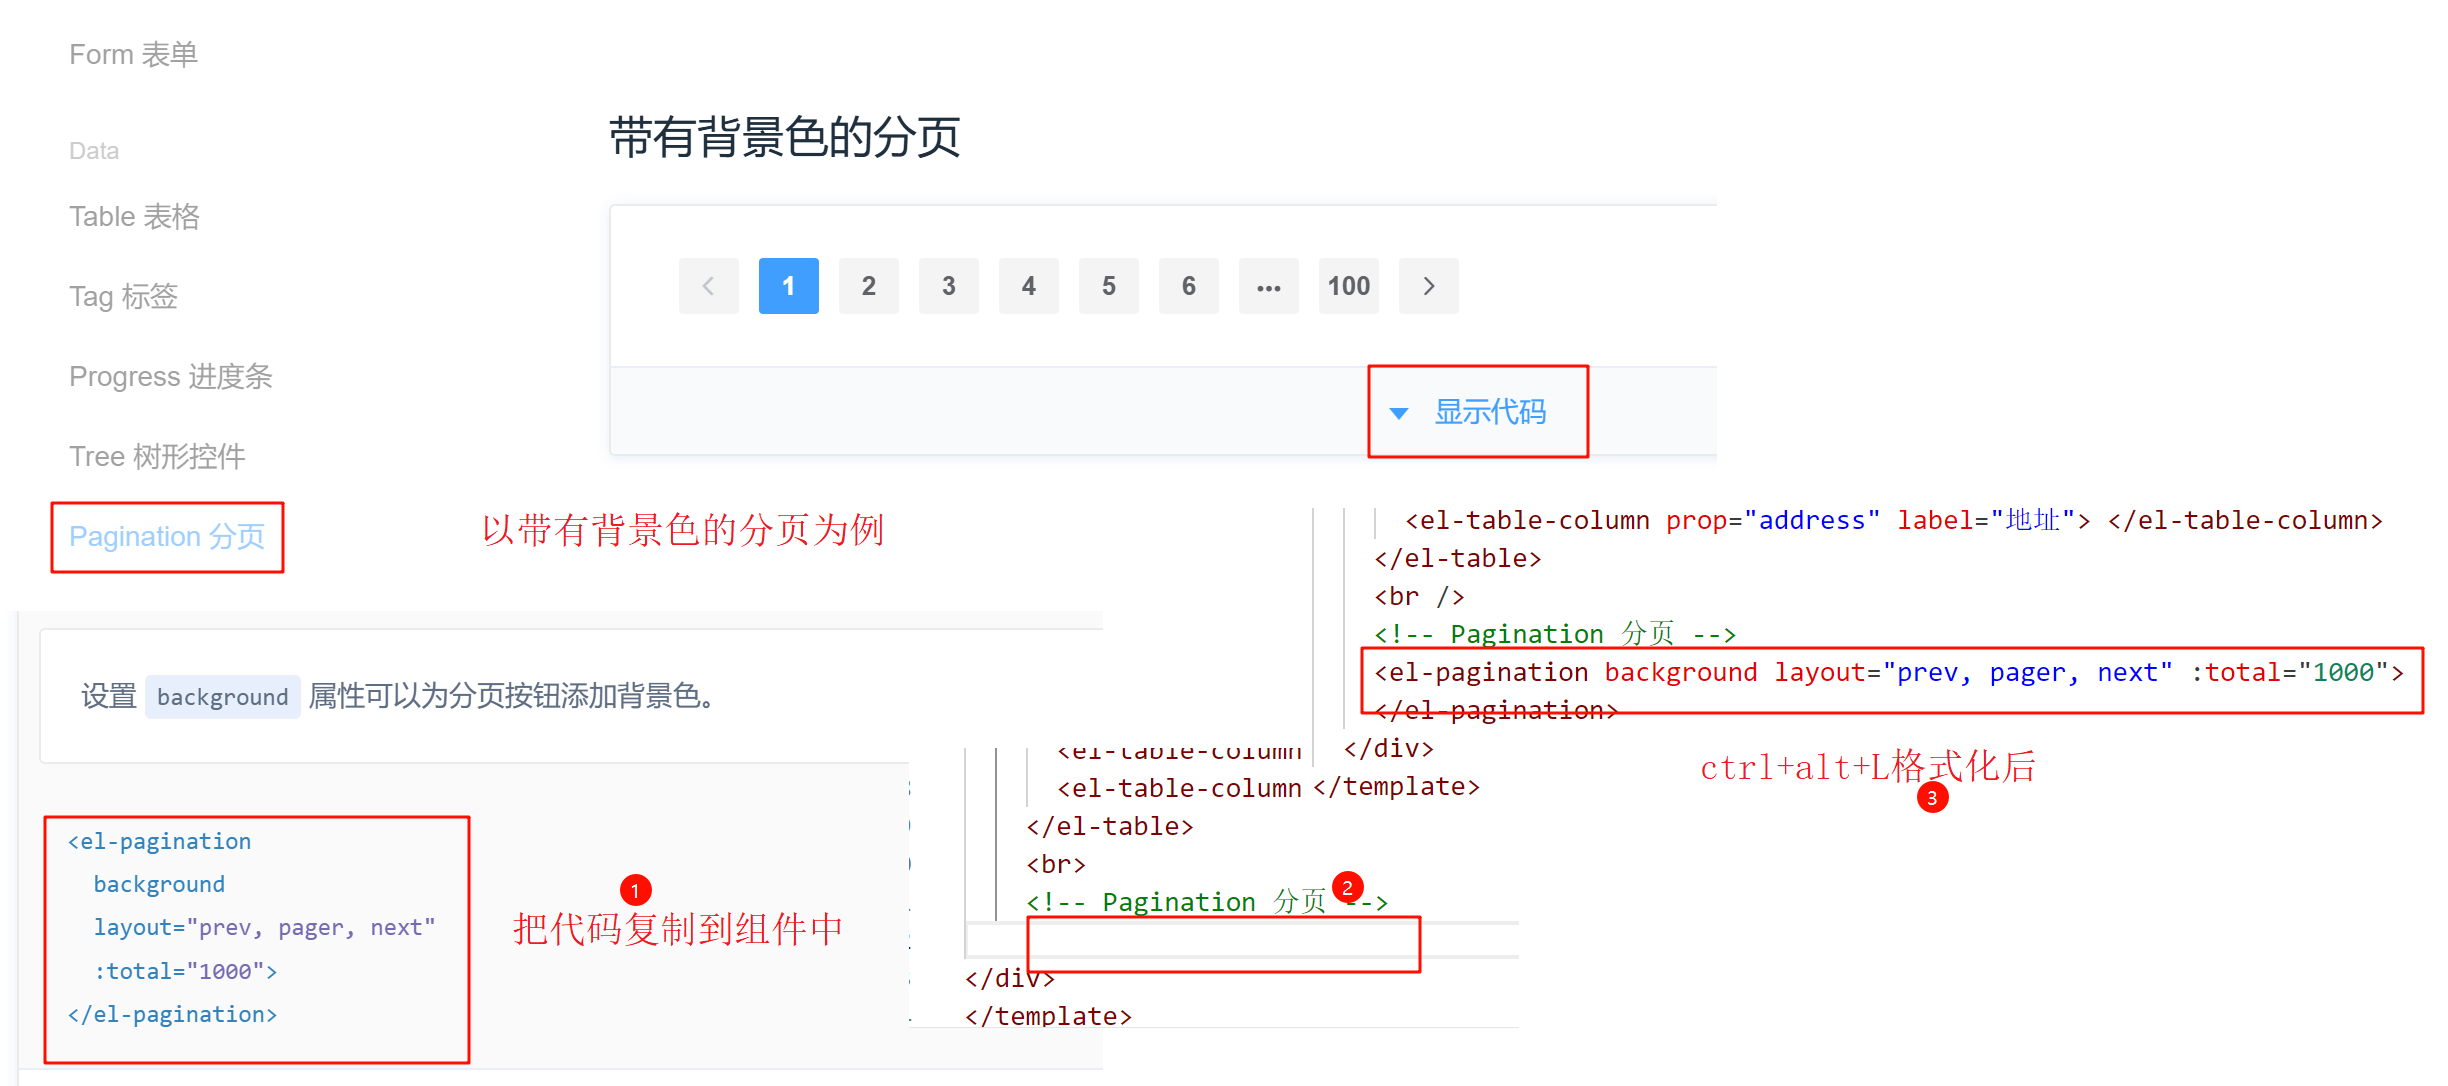 Form 表单
Data
Table 表格
Tag 标签
Progress 进度条
Tree 树形控件
Pagination 分页
带有背景色的分页
1 2 3 4 5 6 ... 100
显示代码
以带有背景色的分页为例
设置 background 属性可以为分页按钮添加背景色。
<el-pagination
background
layout="prev, pager, next"
:total="1000">
</el-pagination>
1
把代码复制到组件中
<el-table-column
<el-table-column
</el-table>
<br>
<!-- Pagination 分页 -->
2
</div>
</template>
<el-table-column prop="address" label="地址"> </el-table-column>
</el-table>
<br />
<!-- Pagination 分页 -->
<el-pagination background layout="prev, pager, next" :total="1000">
</el-pagination>
</div>
</template>
ctrl+alt+L格式化后
3